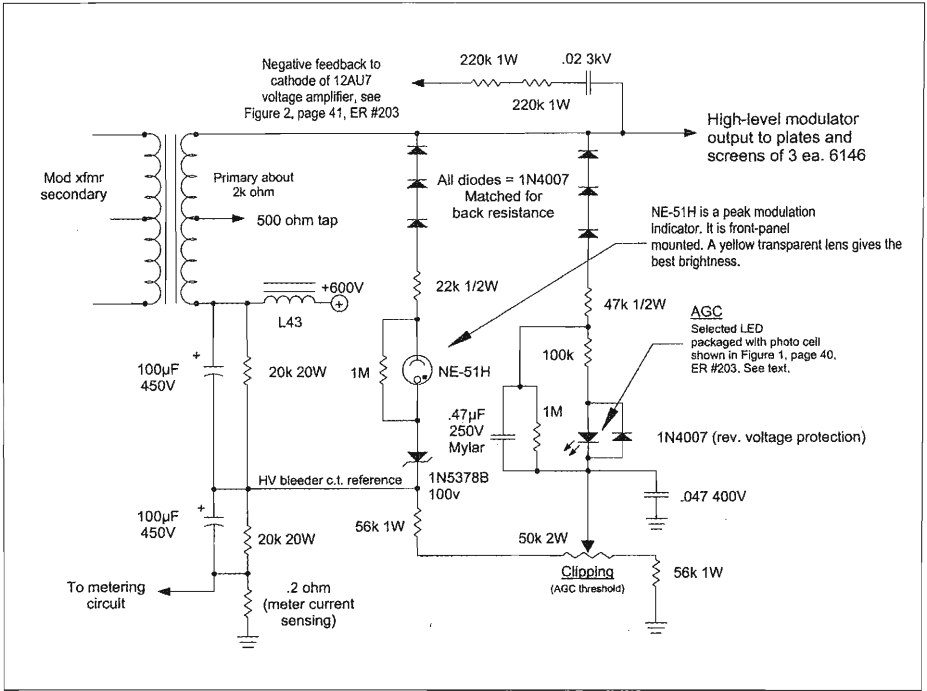 Negative feedback to
cathode of 12AU7
voltage amplifier, see
Figure 2, page 41, ER #203
220k 1W
.02 3kV
220k 1W
High-level modulator
output to plates and
screens of 3 ea. 6146
Mod xfmr
secondary
Primary about
2k ohm
500 ohm tap
All diodes = 1N4007
Matched for
back resistance
NE-51H is a peak modulation
Indicator. It is front-panel
mounted. A yellow transparent lens gives the
best brightness.
+600V
L43
22k 1/2W
47k 1/2W
AGC
Selected LED
packaged with photo cell
shown in Figure 1, page 40,
ER #203. See text.
100µF
450V
+
20k 20W
1M
NE-51H
100k
.47µF
250V
Mylar
1M
1N4007 (rev. voltage protection)
HV bleeder c.t. reference
1N5378B
100v
.047 400V
100µF
450V
+
20k 20W
56k 1W
50k 2W
Clipping
(AGC threshold)
56k 1W
To metering
circuit
.2 ohm
(meter current
sensing)